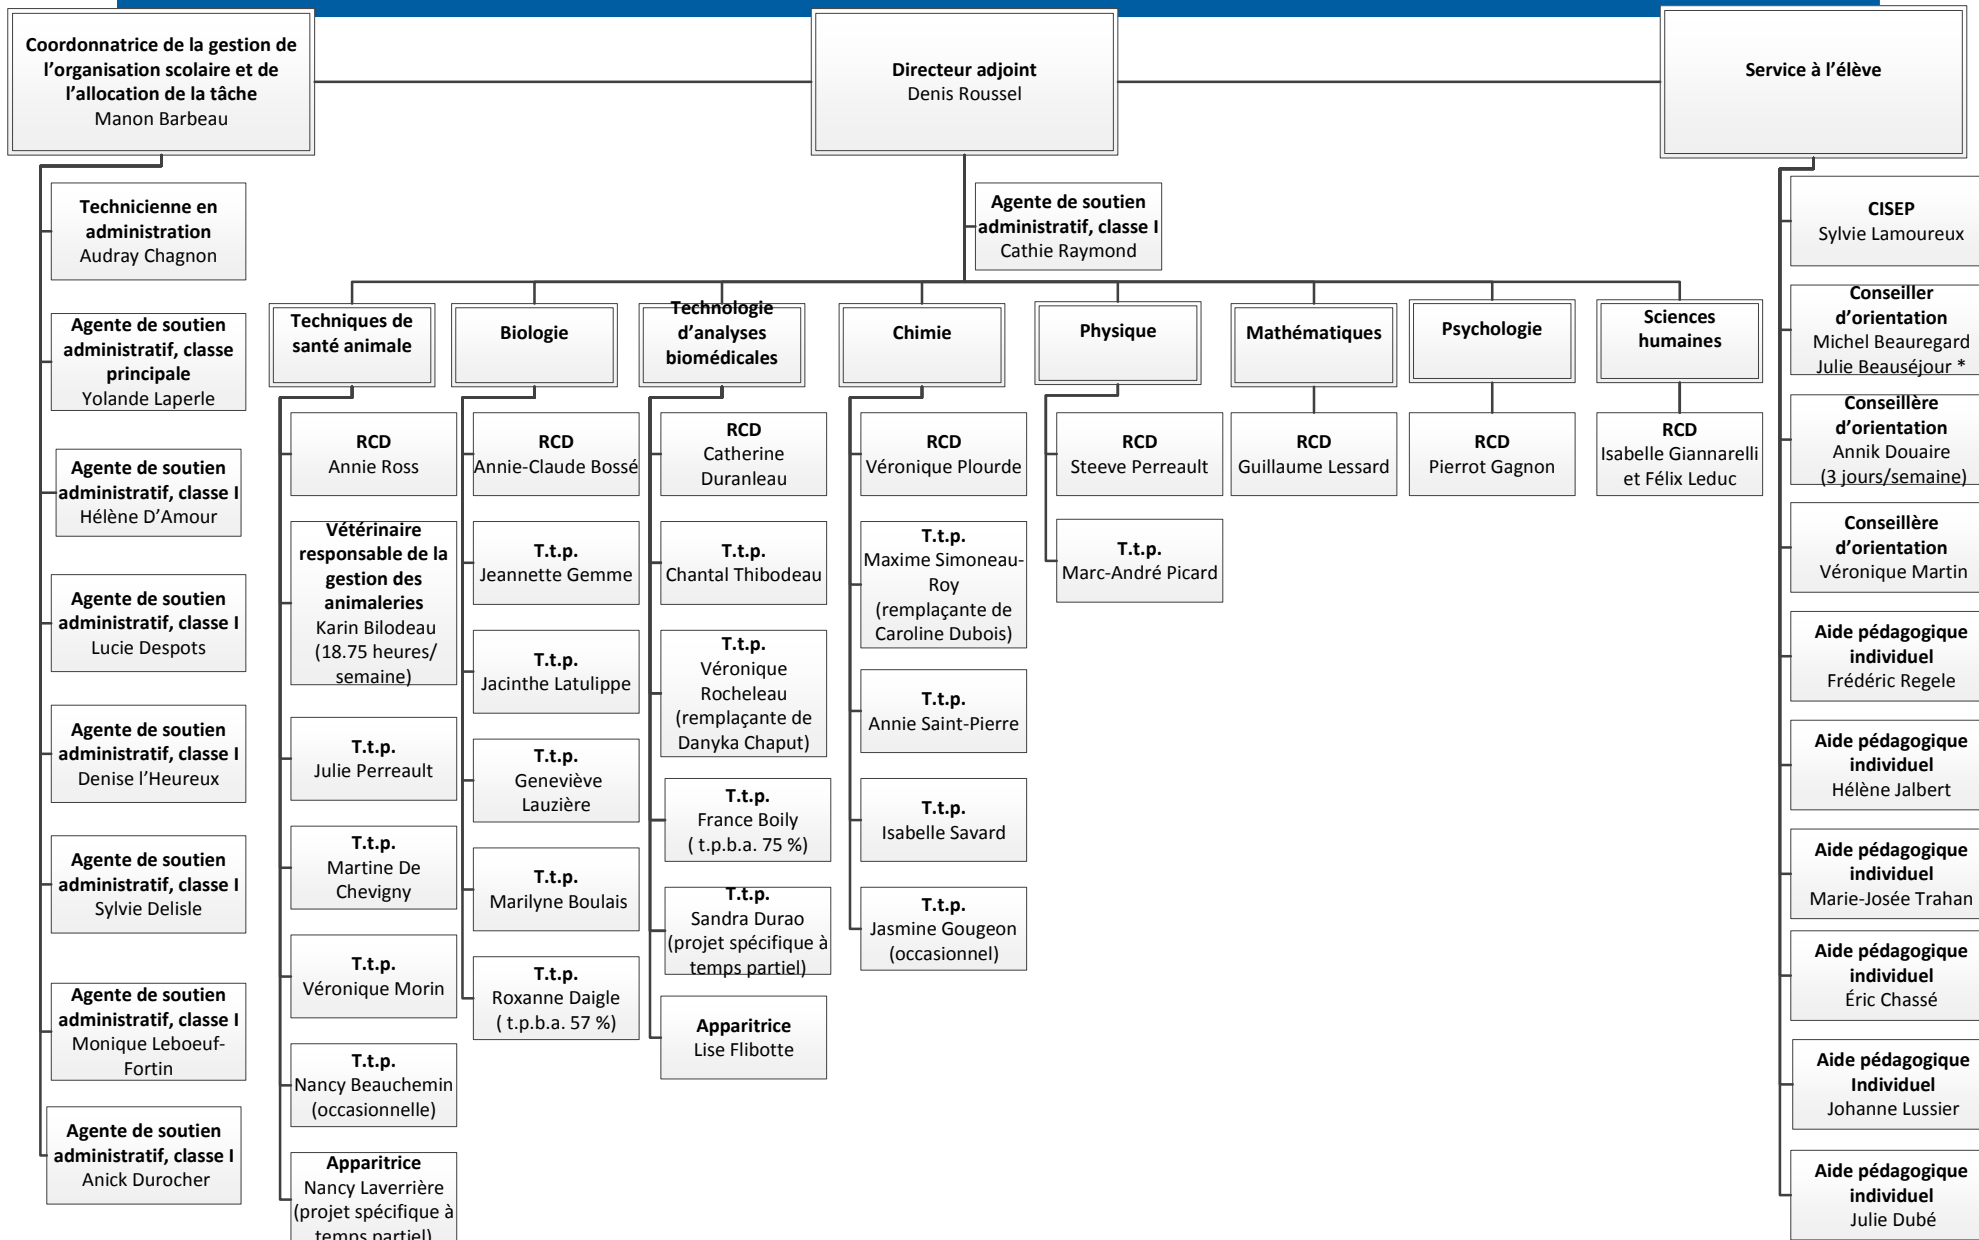 Coordonnatrice de la gestion de
l'organisation scolaire et de
l'allocation de la tâche
Manon Barbeau
Directeur adjoint
Denis Roussel
Service à l'élève
Technicienne en
administration
Audray Chagnon
Agente de soutien
administratif, classe
principale
Yolande Laperle
Agente de soutien
administratif, classe I
Hélène D'Amour
Agente de soutien
administratif, classe I
Lucie Despots
Agente de soutien
administratif, classe I
Denise l'Heureux
Agente de soutien
administratif, classe I
Sylvie Delisle
Agente de soutien
administratif, classe I
Monique Leboeuf-
Fortin
Agente de soutien
administratif, classe I
Anick Durocher
Agente de soutien
administratif, classe I
Cathie Raymond
Techniques de
santé animale
RCD
Annie Ross
Vétérinaire
responsable de la
gestion des
animaleries
Karin Bilodeau
(18.75 heures/
semaine)
T.t.p.
Julie Perreault
T.t.p.
Martine De
Chevigny
T.t.p.
Véronique Morin
T.t.p.
Nancy Beauchemin
(occasionnelle)
Apparitrice
Nancy Laverrière
(projet spécifique à
temps partiel)
Biologie
RCD
Annie-Claude Bossé
T.t.p.
Jeannette Gemme
T.t.p.
Jacinthe Latulippe
T.t.p.
Geneviève
Lauzière
T.t.p.
Marilyne Boulais
T.t.p.
Roxanne Daigle
( t.p.b.a. 57 %)
Technologie
d'analyses
biomédicales
RCD
Catherine
Duranleau
T.t.p.
Chantal Thibodeau
T.t.p.
Véronique
Rocheleau
(remplaçante de
Danyka Chaput)
T.t.p.
France Boily
( t.p.b.a. 75 %)
T.t.p.
Sandra Durao
(projet spécifique à
temps partiel)
Apparitrice
Lise Flibotte
Chimie
RCD
Véronique Plourde
T.t.p.
Maxime Simoneau-
Roy
(remplaçante de
Caroline Dubois)
T.t.p.
Annie Saint-Pierre
T.t.p.
Isabelle Savard
T.t.p.
Jasmine Gougeon
(occasionnel)
Physique
RCD
Steeve Perreault
T.t.p.
Marc-André Picard
Mathématiques
RCD
Guillaume Lessard
Psychologie
RCD
Pierrot Gagnon
Sciences
humaines
RCD
Isabelle Giannarelli
et Félix Leduc
CISEP
Sylvie Lamoureux
Conseiller
d'orientation
Michel Beauregard
Julie Beauséjour *
Conseillère
d'orientation
Annik Douaire
(3 jours/semaine)
Conseillère
d'orientation
Véronique Martin
Aide pédagogique
individuel
Frédéric Regele
Aide pédagogique
individuel
Hélène Jalbert
Aide pédagogique
individuel
Marie-Josée Trahan
Aide pédagogique
individuel
Éric Chassé
Aide pédagogique
Individuel
Johanne Lussier
Aide pédagogique
individuel
Julie Dubé